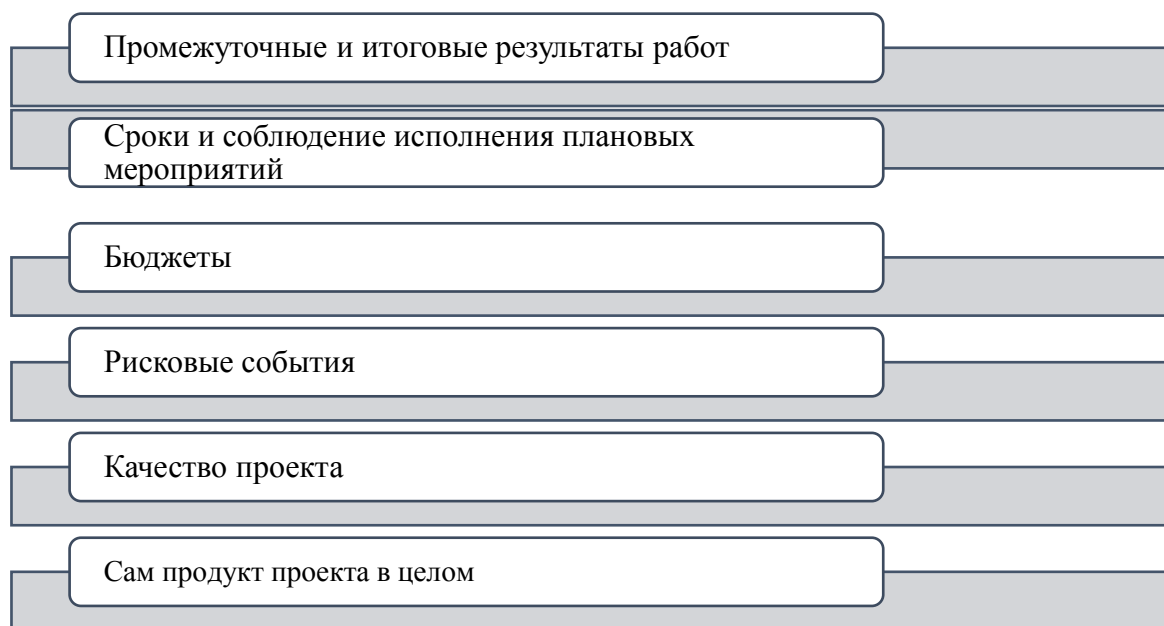 Промежуточные и итоговые результаты работ
Сроки и соблюдение исполнения плановых
мероприятий
Бюджеты
Рисковые события
Качество проекта
Сам продукт проекта в целом